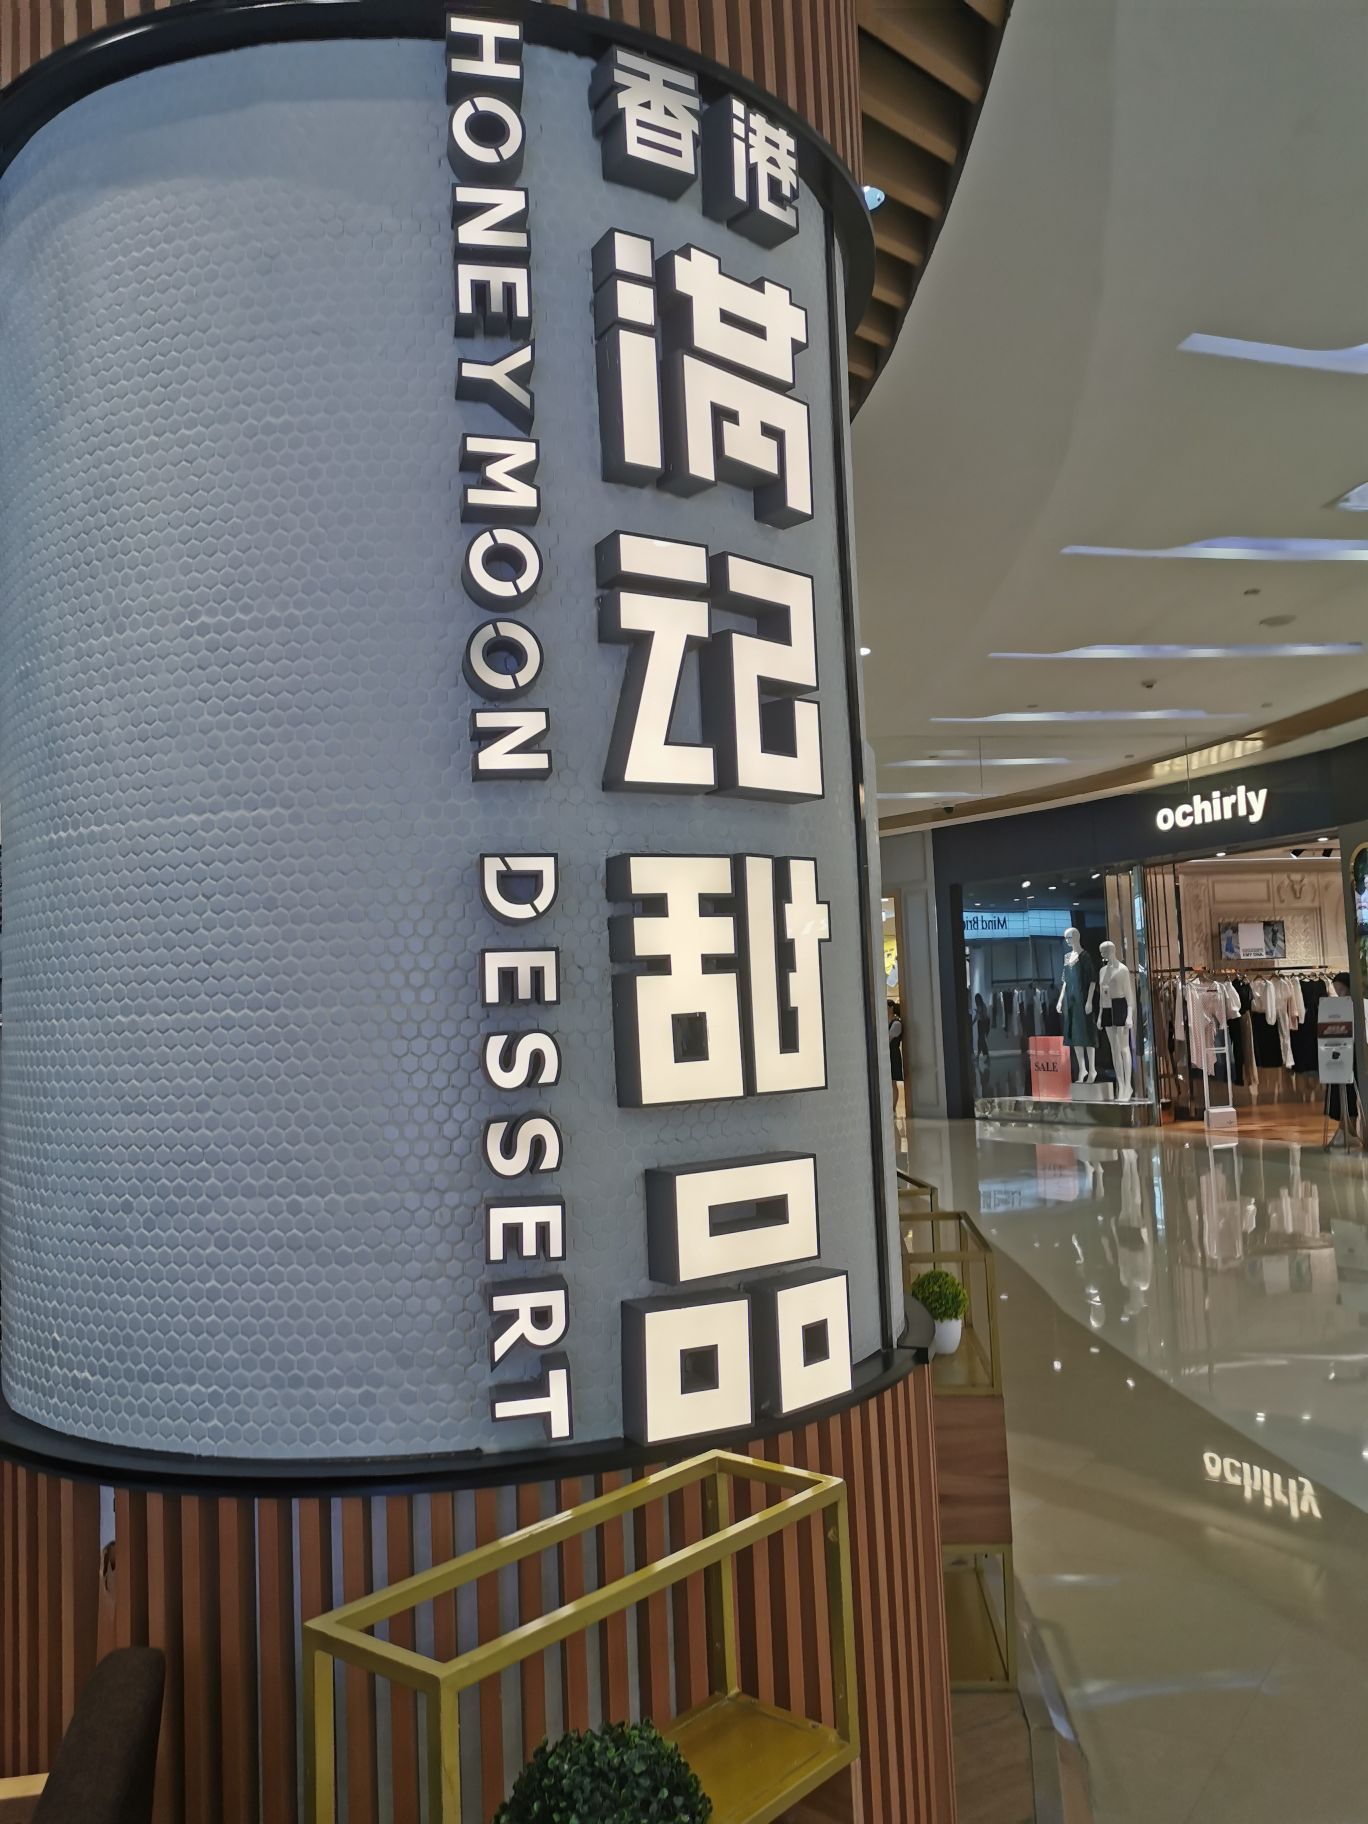 香港
满记甜品
HONEYMOON DESSERT
ochirly
SALE